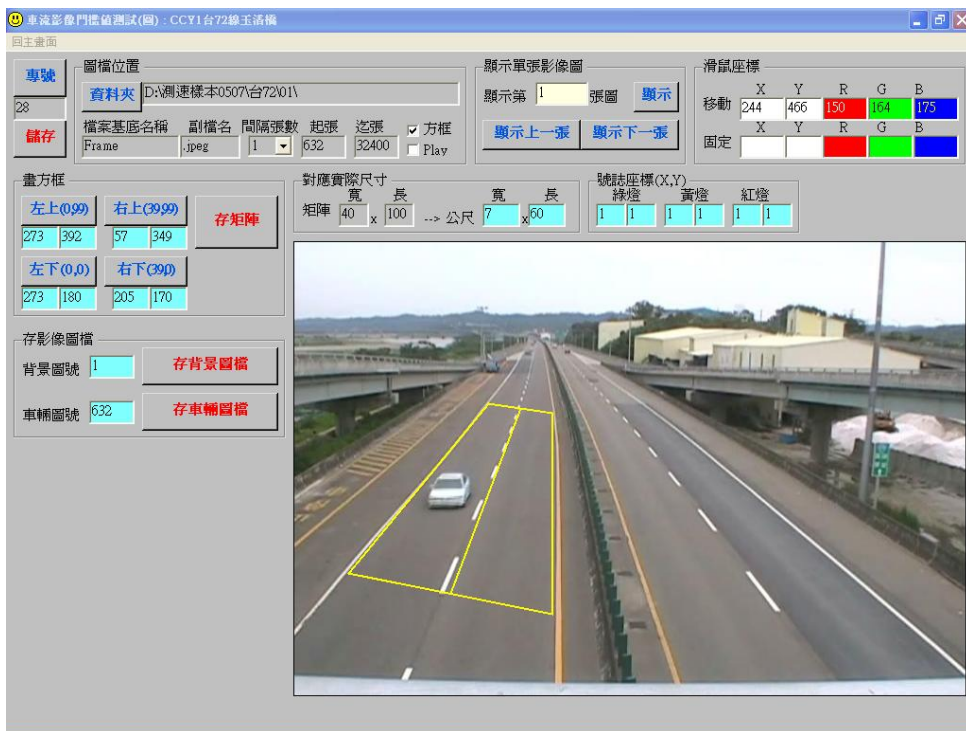 車流影像門檻值測試(圖) : CCY1台72線玉滿橋
回主畫面
專號
28
儲存
圖檔位置
資料夾 D:\測速樣本0507\台72\01\
檔案基底名稱 副檔名 間隔張數 起張 迄張 方框
Frame .jpeg 1 632 32400 Play
顯示單張影像圖
顯示第 1 張圖 顯示
顯示上一張 顯示下一張
滑鼠座標
X Y R G B
移動 244 466 150 164 175
X Y R G B
固定
畫方框
左上(0,99) 右上(39,99) 存矩陣
273 392 57 349
左下(0,0) 右下(39,0)
273 180 205 170
對應實際尺寸
寬 長 寬 長
矩陣 40 x 100 --> 公尺 7 x 60
號誌座標(X,Y)
綠燈 黃燈 紅燈
1 1 1 1 1 1
存影像圖檔
背景圖號 1 存背景圖檔
車輛圖號 632 存車輛圖檔